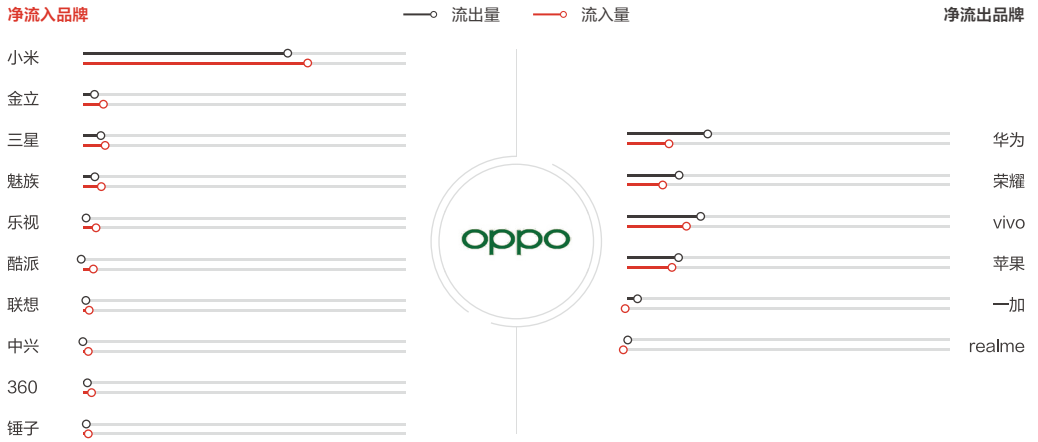 净流入品牌
流出量
流入量
净流出品牌
小米
金立
三星
魅族
乐视
酷派
联想
中兴
360
锤子
oppo
华为
荣耀
vivo
苹果
一加
realme